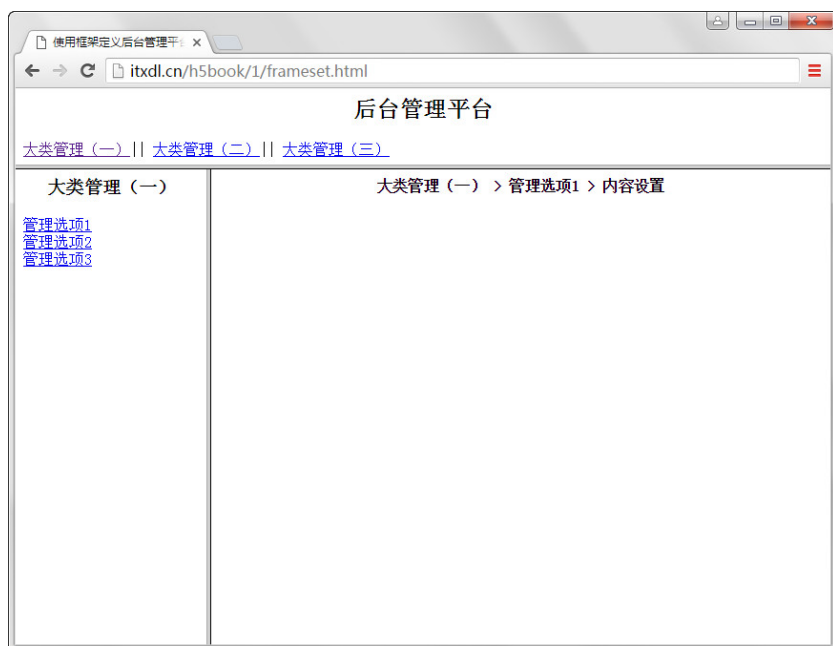 使用框架定义后台管理平
itxdl.cn/h5book/1/frameset.html
后台管理平台
大类管理（一）|| 大类管理（二）|| 大类管理（三）
大类管理（一）
管理选项1
管理选项2
管理选项3
大类管理（一） > 管理选项1 > 内容设置